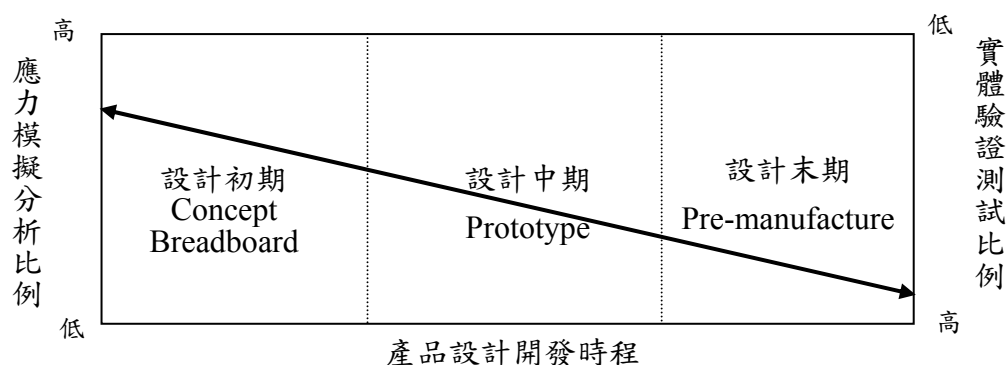 高
低
應力模擬分析比例
設計初期
Concept
Breadboard
設計中期
Prototype
設計末期
Pre-manufacture
實體驗證測試比例
低
高
產品設計開發時程